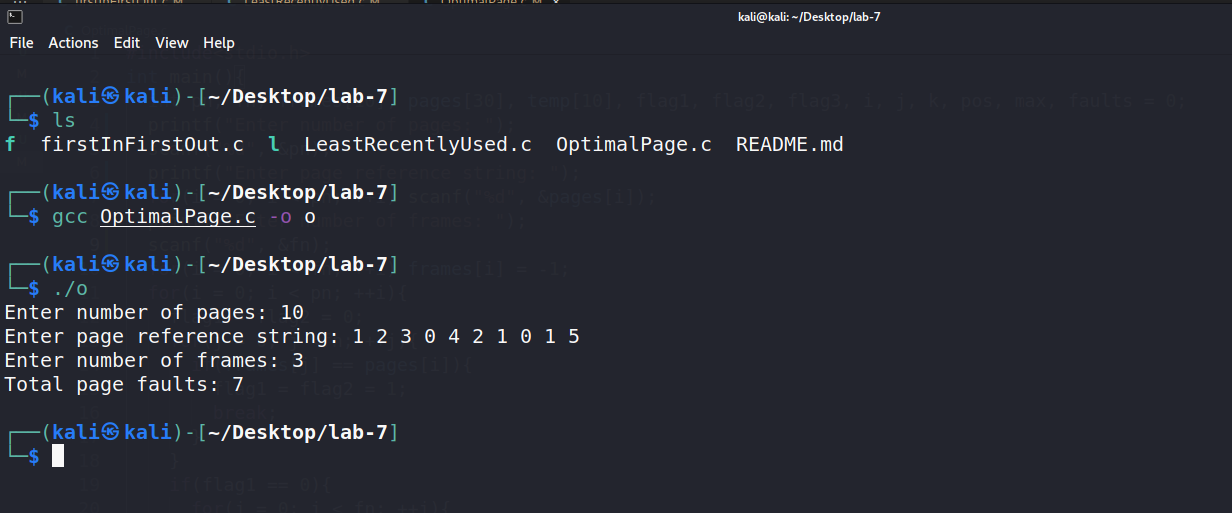 kali@kali: ~/Desktop/lab-7
File Actions Edit View Help
┌──(kali㉿kali)-[~/Desktop/lab-7]
└─$ ls
f firstInFirstOut.c l LeastRecentlyUsed.c OptimalPage.c README.md
┌──(kali㉿kali)-[~/Desktop/lab-7]
└─$ gcc OptimalPage.c -o o
┌──(kali㉿kali)-[~/Desktop/lab-7]
└─$ ./o
Enter number of pages: 10
Enter page reference string: 1 2 3 0 4 2 1 0 1 5
Enter number of frames: 3
Total page faults: 7
┌──(kali㉿kali)-[~/Desktop/lab-7]
└─$